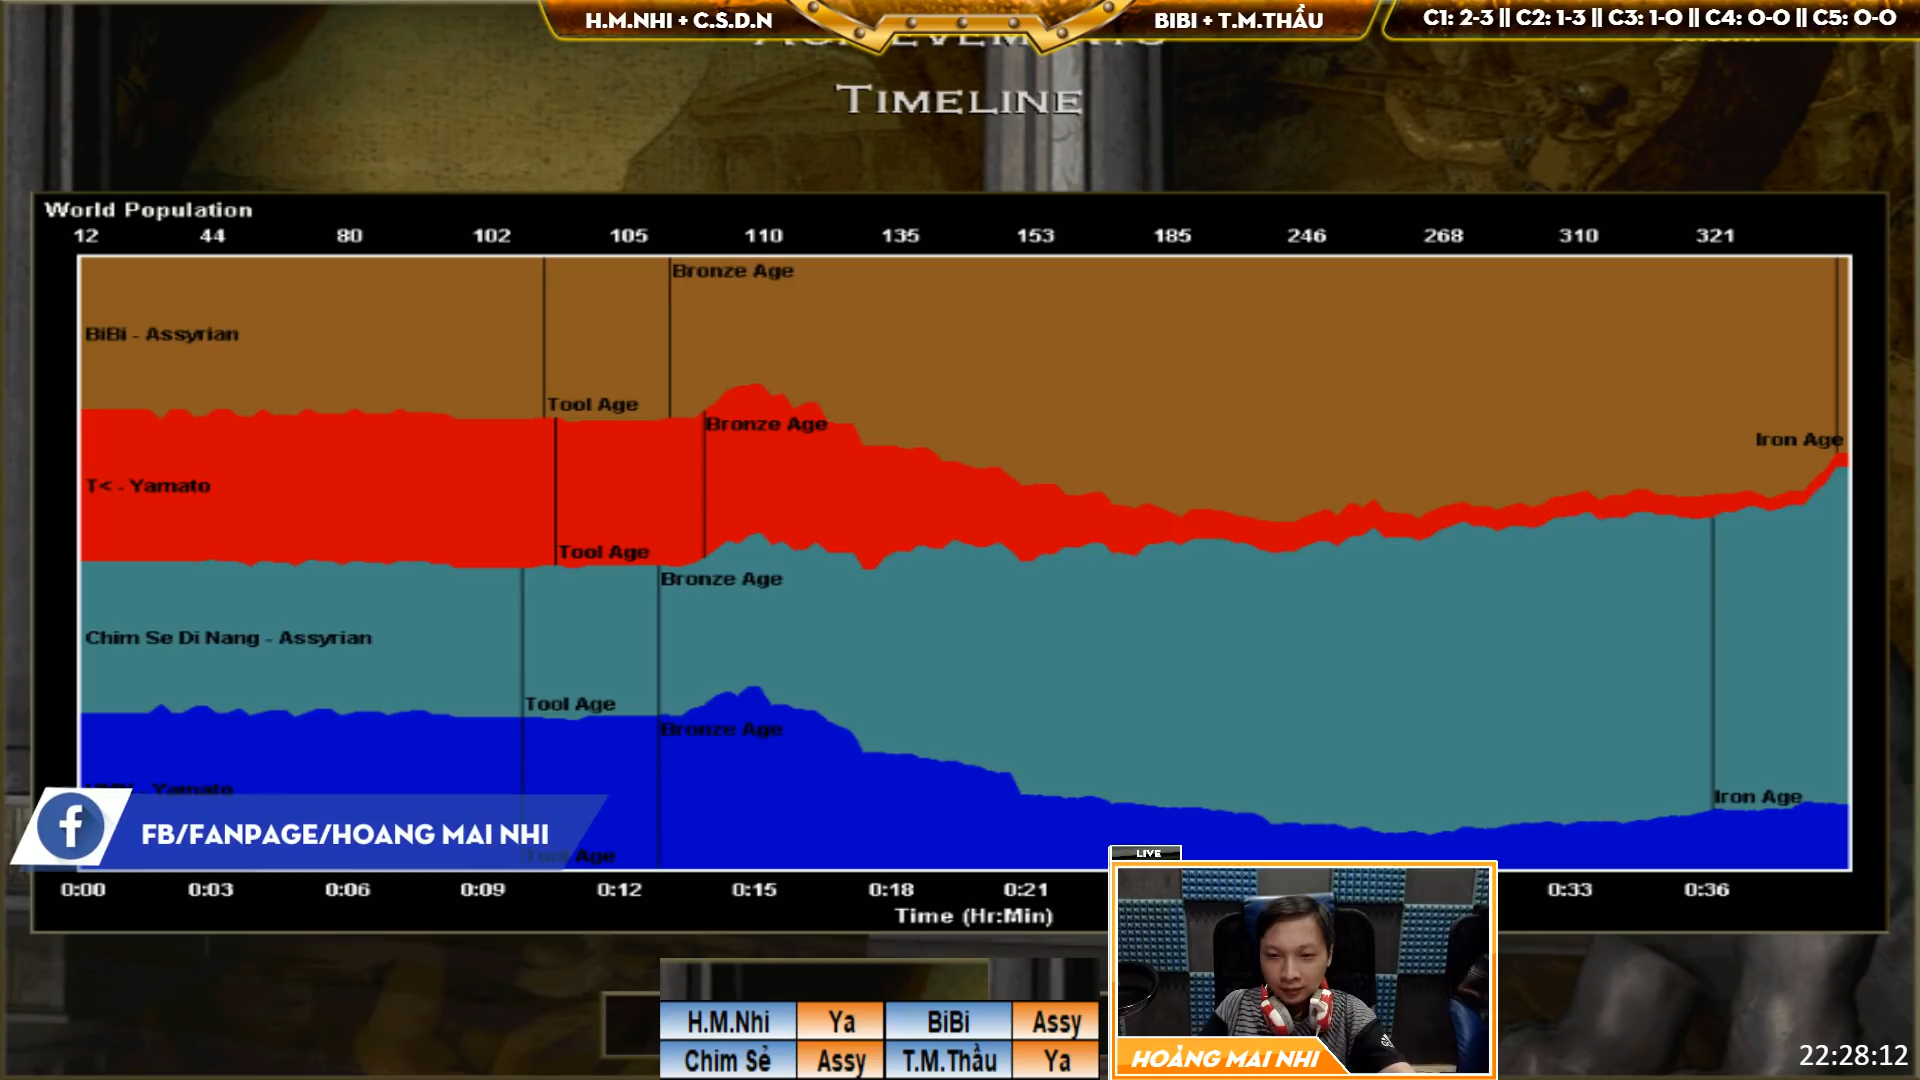 H.M.NHI + C.S.D.N
BIBI + T.M.THẦU
C1: 2-3 || C2: 1-3 || C3: 1-0 || C4: 0-0 || C5: 0-0
TIMELINE
World Population
12 44 80 102 105 110 135 153 185 246 268 310 321
Bronze Age
BiBi - Assyrian
Tool Age
Bronze Age
Iron Age
T< - Yamato
Tool Age
Bronze Age
Chim Se Di Nang - Assyrian
Tool Age
Bronze Age
Yamato
Iron Age
FB/FANPAGE/HOANG MAI NHI
Tool Age
LIVE
0:00 0:03 0:06 0:09 0:12 0:15 0:18 0:21 0:33 0:36
Time (Hr:Min)
H.M.Nhi Ya BiBi Assy
Chim Sẻ Assy T.M.Thầu Ya
HOÀNG MAI NHI
22:28:12